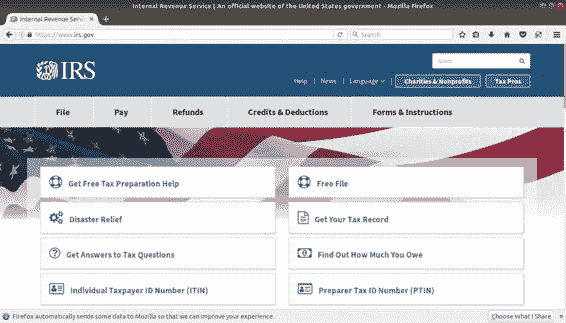 Internal Revenue Service | An official website of the United States government - Mozilla Firefox
Internal Revenue Servic
https://www.irs.gov
Search
Search
IRS
Help | News | Language
Charities & Nonprofits
Tax Pros
File
Pay
Refunds
Credits & Deductions
Forms & Instructions
Get Free Tax Preparation Help
Free File
Disaster Relief
Get Your Tax Record
Get Answers to Tax Questions
Find Out How Much You Owe
Individual Taxpayer ID Number (ITIN)
Preparer Tax ID Number (PTIN)
Firefox automatically sends some data to Mozilla so that we can improve your experience.
Choose What I Share